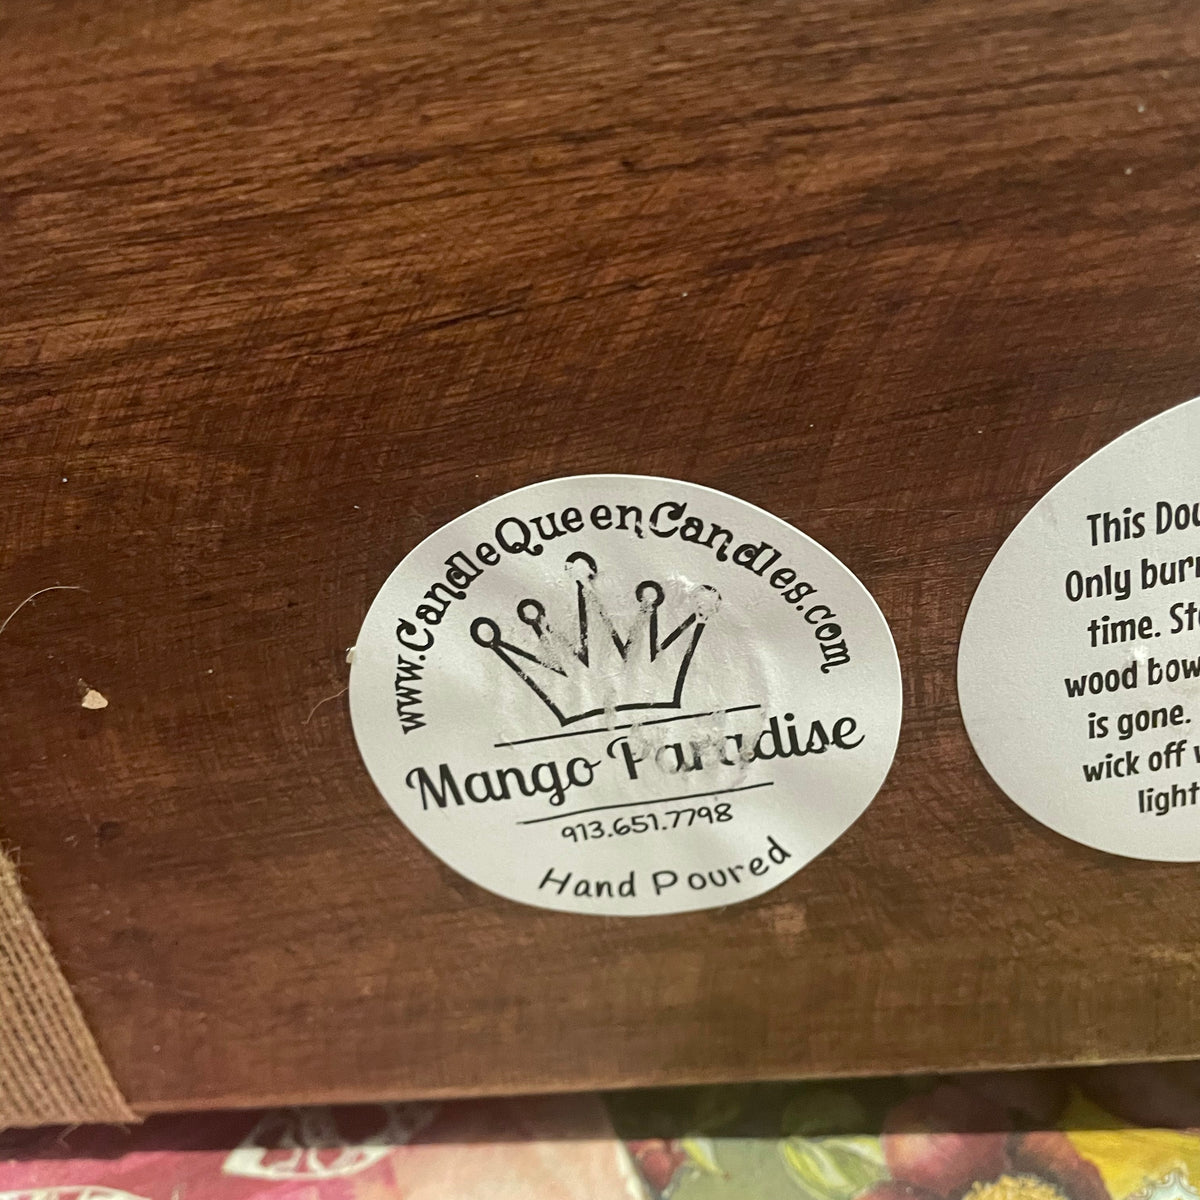 www.CandleQueenCandles.com
Mango Paradise
913.651.7798
Hand Poured
This Dou
Only burn
time. Sto
wood bow
is gone.
wick off w
light